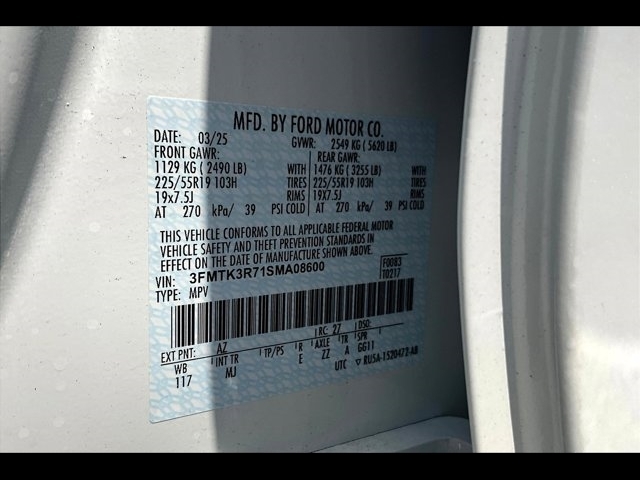 MFD. BY FORD MOTOR CO.
DATE: 03/25 GVWR: 2549 KG ( 5620 LB)
FRONT GAWR: REAR GAWR:
1129 KG ( 2490 LB) WITH 1476 KG ( 3255 LB) WITH
225/55R19 103H TIRES 225/55R19 103H TIRES
19x7.5J RIMS 19x7.5J RIMS
AT 270 kPa/ 39 PSI COLD AT 270 kPa/ 39 PSI COLD
THIS VEHICLE CONFORMS TO ALL APPLICABLE FEDERAL MOTOR
VEHICLE SAFETY AND THEFT PREVENTION STANDARDS IN
EFFECT ON THE DATE OF MANUFACTURE SHOWN ABOVE.
VIN: 3FMTK3R71SMA08600 F0083
TYPE: MPV T0217
EXT PNT: AZ RC: 27 DSO:
WB INT TR TP/PS R AXLE TR SPR
117 MJ E ZZ A GG11
UTC ▽ RU5A-1520472-AB